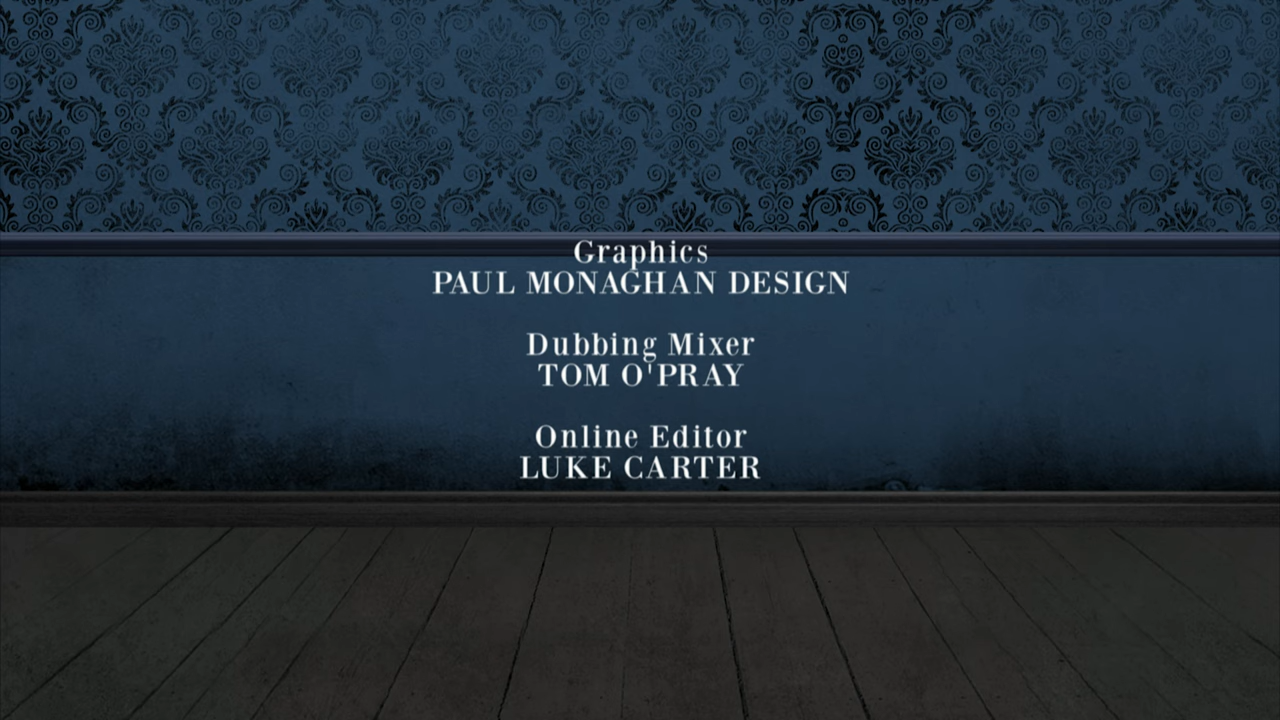 Graphics
PAUL MONAGHAN DESIGN
Dubbing Mixer
TOM O'PRAY
Online Editor
LUKE CARTER